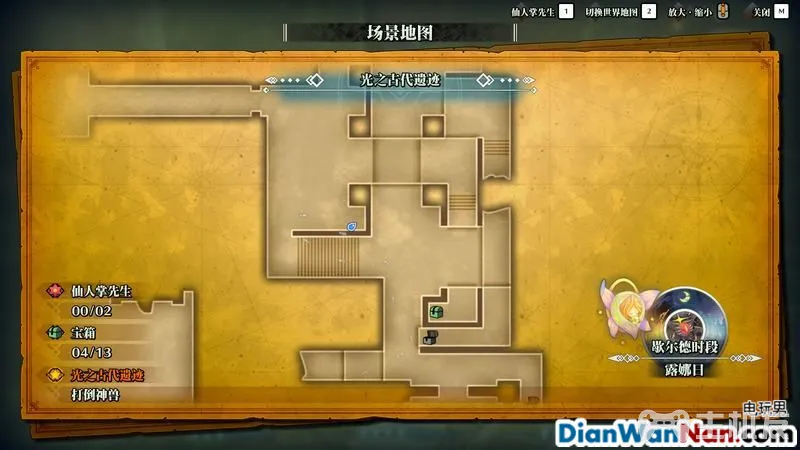 仙人掌先生 1 切换世界地图 2 放大·缩小 关闭 M
场景地图
光之古代遗迹
仙人掌先生
00/02
宝箱
04/13
光之古代遗迹
打倒神兽
歇尔德时段
露娜日
电玩男
DianWanNan.com